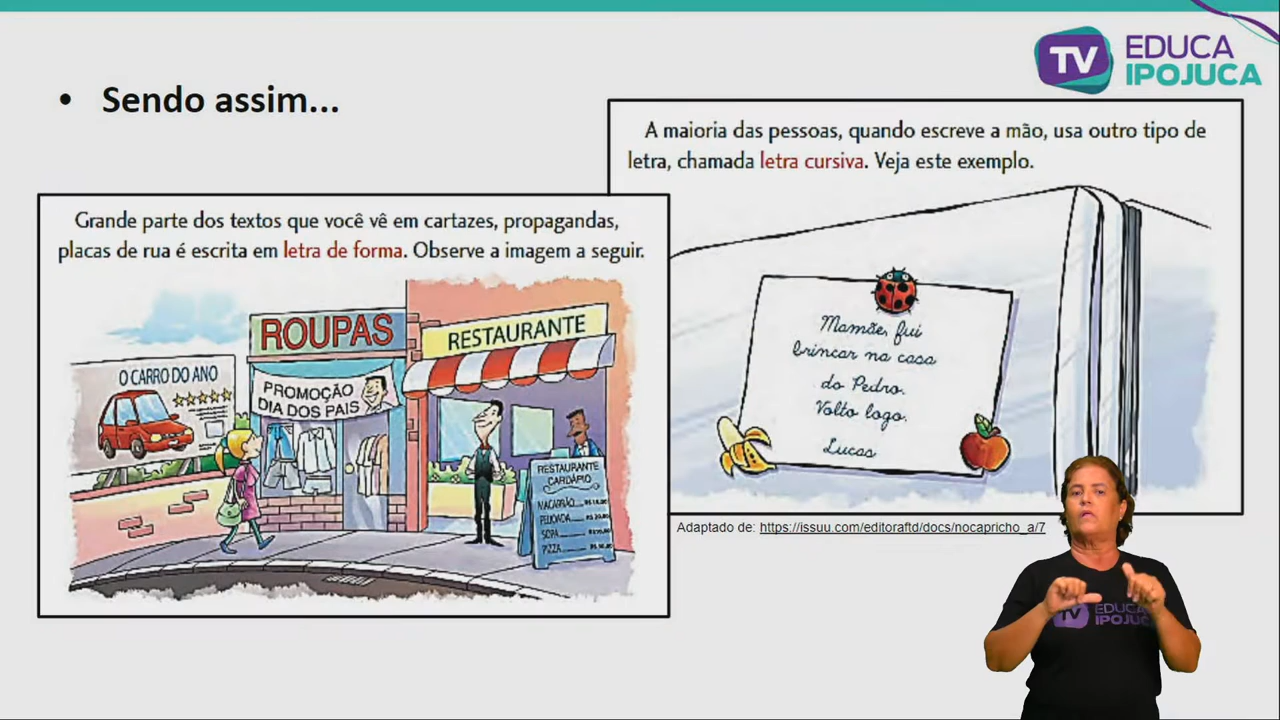 TV EDUCA
IPOJUCA
• Sendo assim...
A maioria das pessoas, quando escreve a mão, usa outro tipo de
letra, chamada letra cursiva. Veja este exemplo.
Mamãe, fui
brincar na casa
do Pedro.
Volto logo.
Lucas
Grande parte dos textos que você vê em cartazes, propagandas,
placas de rua é escrita em letra de forma. Observe a imagem a seguir.
O CARRO DO ANO
ROUPAS
PROMOÇÃO
DIA DOS PAIS
RESTAURANTE
RESTAURANTE
CARDÁPIO
MACARRÃO
FEIJOADA
SOPA
PIZZA
Adaptado de: https://issuu.com/editoraftd/docs/nocapricho_a/7
TV EDUCA
IPOJUCA